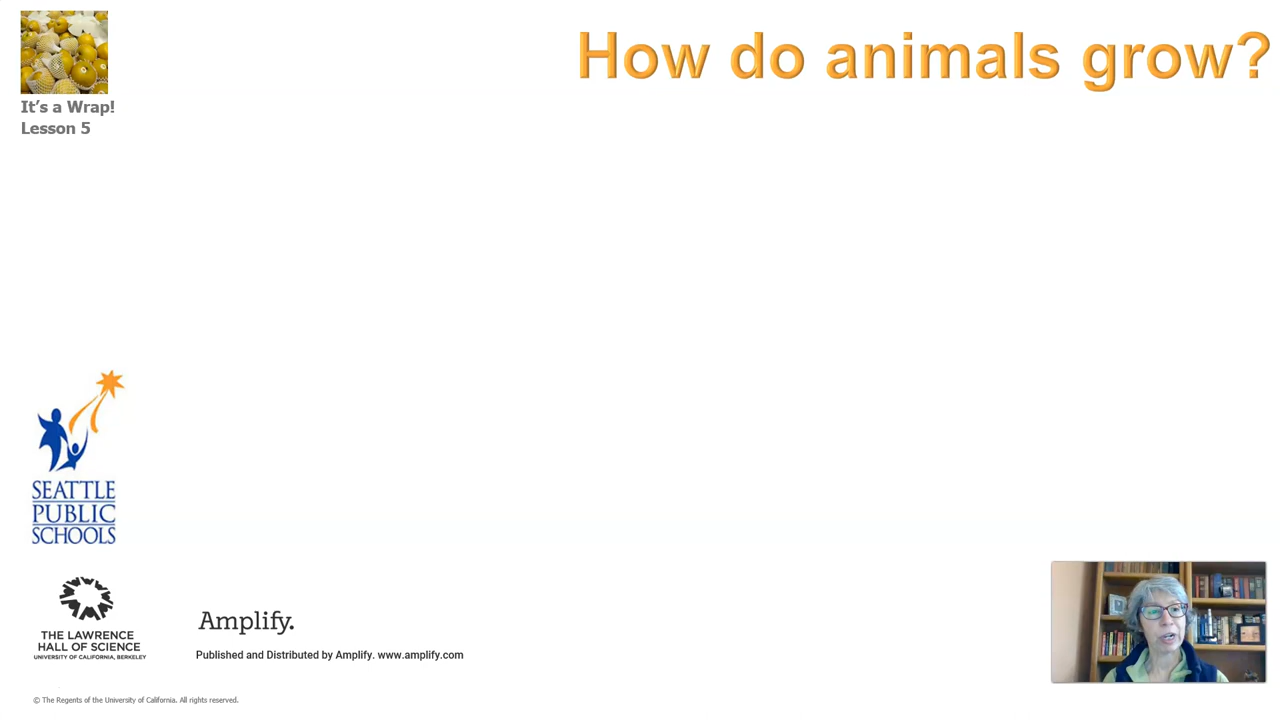 How do animals grow?
It's a Wrap!
Lesson 5
SEATTLE
PUBLIC
SCHOOLS
THE LAWRENCE
HALL OF SCIENCE
UNIVERSITY OF CALIFORNIA, BERKELEY
Amplify.
Published and Distributed by Amplify. www.amplify.com
© The Regents of the University of California. All rights reserved.